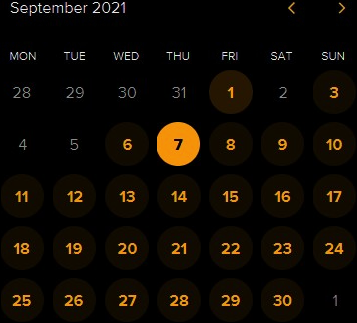 September 2021
MON TUE WED THU FRI SAT SUN
28 29 30 31 1 2 3
4 5 6 7 8 9 10
11 12 13 14 15 16 17
18 19 20 21 22 23 24
25 26 27 28 29 30 1